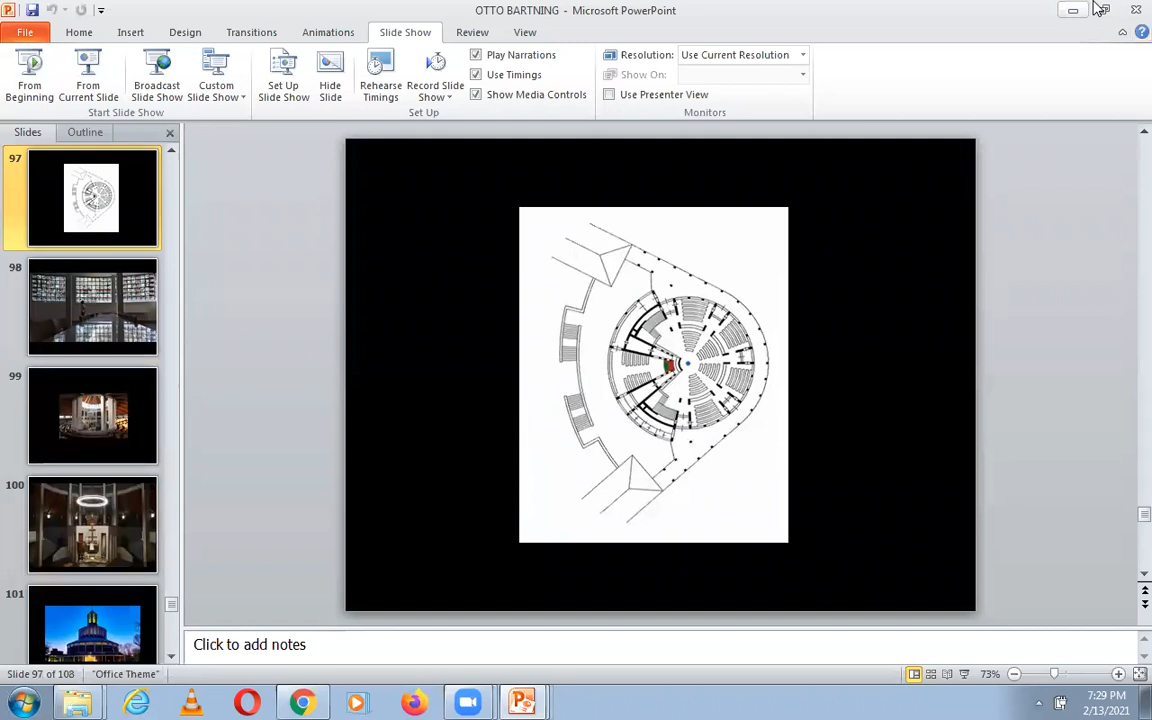 OTTO BARTNING - Microsoft PowerPoint
File Home Insert Design Transitions Animations Slide Show Review View
From Beginning
From Current Slide
Broadcast Slide Show
Custom Slide Show
Set Up Slide Show
Hide Slide
Rehearse Timings
Record Slide Show
Play Narrations
Use Timings
Show Media Controls
Resolution: Use Current Resolution
Show On:
Use Presenter View
Start Slide Show Set Up Monitors
Slides Outline
97
98
99
100
101
Click to add notes
Slide 97 of 108 "Office Theme" 73%
7:29 PM
2/13/2021